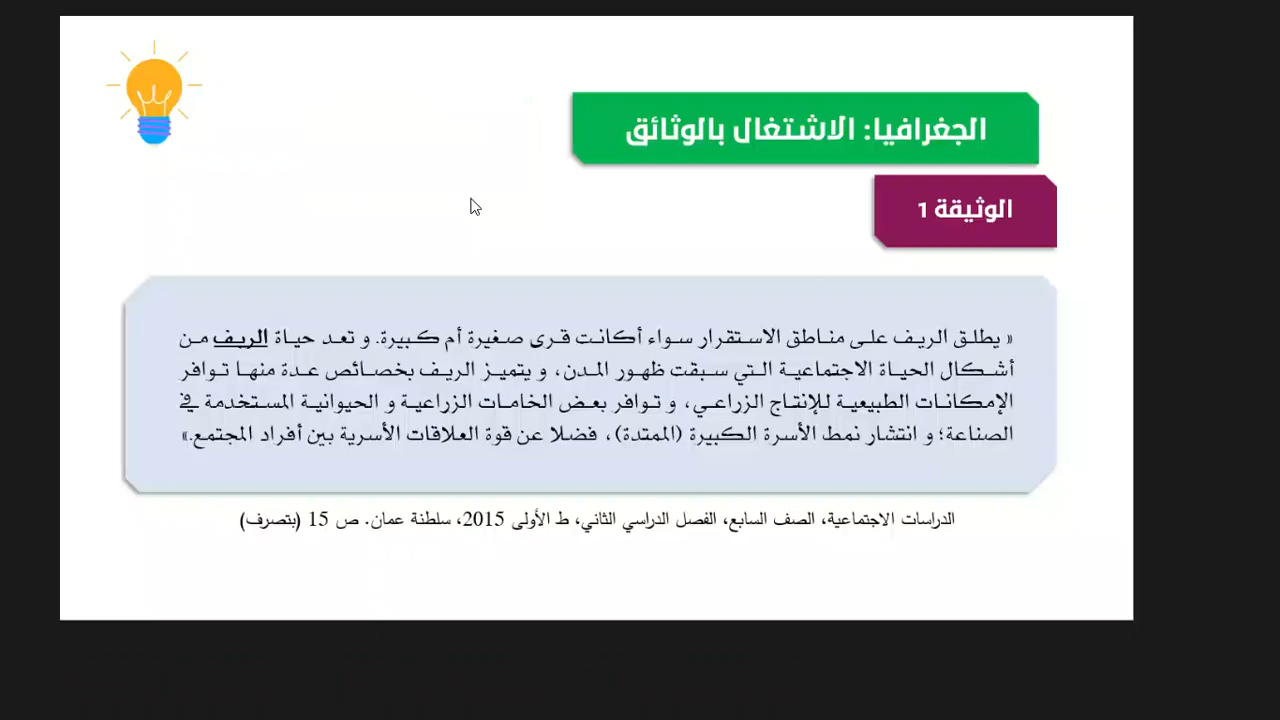 الجغرافيا: الاشتغال بالوثائق
الوثيقة 1
« يطلق الريف على مناطق الاستقرار سواء أكانت قرى صغيرة أم كبيرة. و تعد حياة الريف من
أشكال الحياة الاجتماعية التي سبقت ظهور المدن، و يتميز الريف بخصائص عدة منها توافر
الإمكانات الطبيعية للإنتاج الزراعي، و توافر بعض الخامات الزراعية و الحيوانية المستخدمة في
الصناعة؛ و انتشار نمط الأسرة الكبيرة (الممتدة)، فضلا عن قوة العلاقات الأسرية بين أفراد المجتمع.»
الدراسات الاجتماعية، الصف السابع، الفصل الدراسي الثاني، ط الأولى 2015، سلطنة عمان. ص 15 (بتصرف)